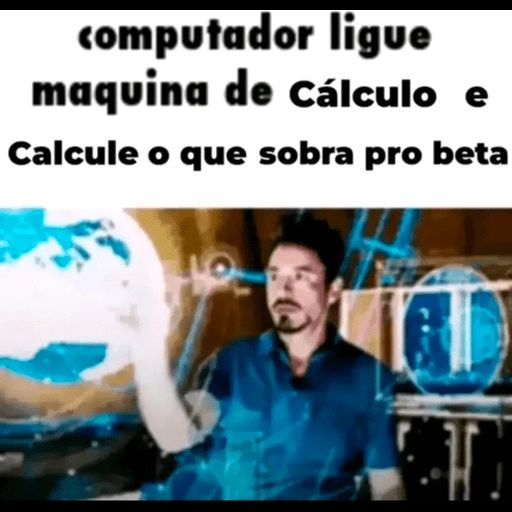 computador ligue
maquina de Cálculo e
Calcule o que sobra pro beta